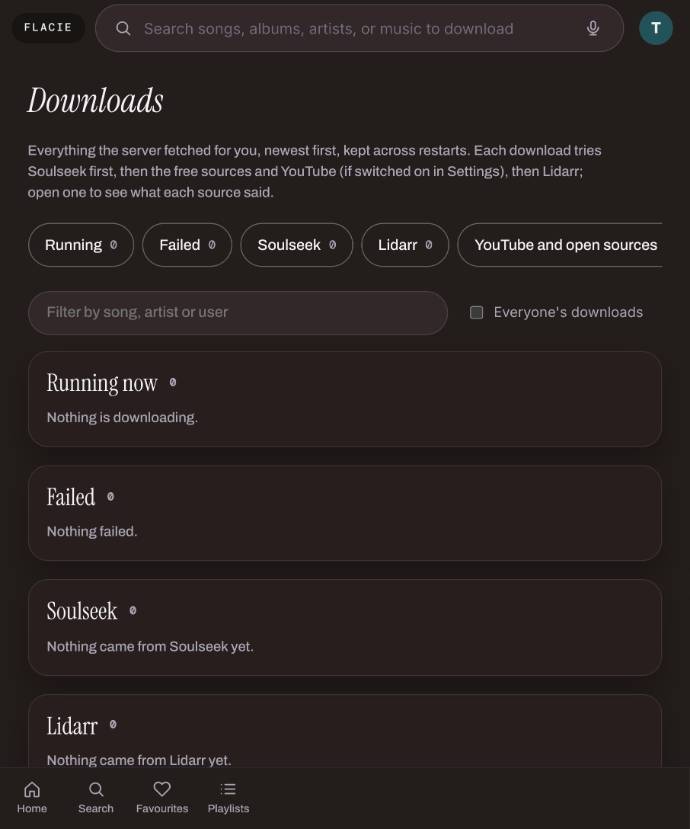 FLACIE
Search songs, albums, artists, or music to download
T
Downloads
Everything the server fetched for you, newest first, kept across restarts. Each download tries
Soulseek first, then the free sources and YouTube (if switched on in Settings), then Lidarr;
open one to see what each source said.
Running 0
Failed 0
Soulseek 0
Lidarr 0
YouTube and open sources
Filter by song, artist or user
Everyone's downloads
Running now 0
Nothing is downloading.
Failed 0
Nothing failed.
Soulseek 0
Nothing came from Soulseek yet.
Lidarr 0
Nothing came from Lidarr yet.
Home
Search
Favourites
Playlists